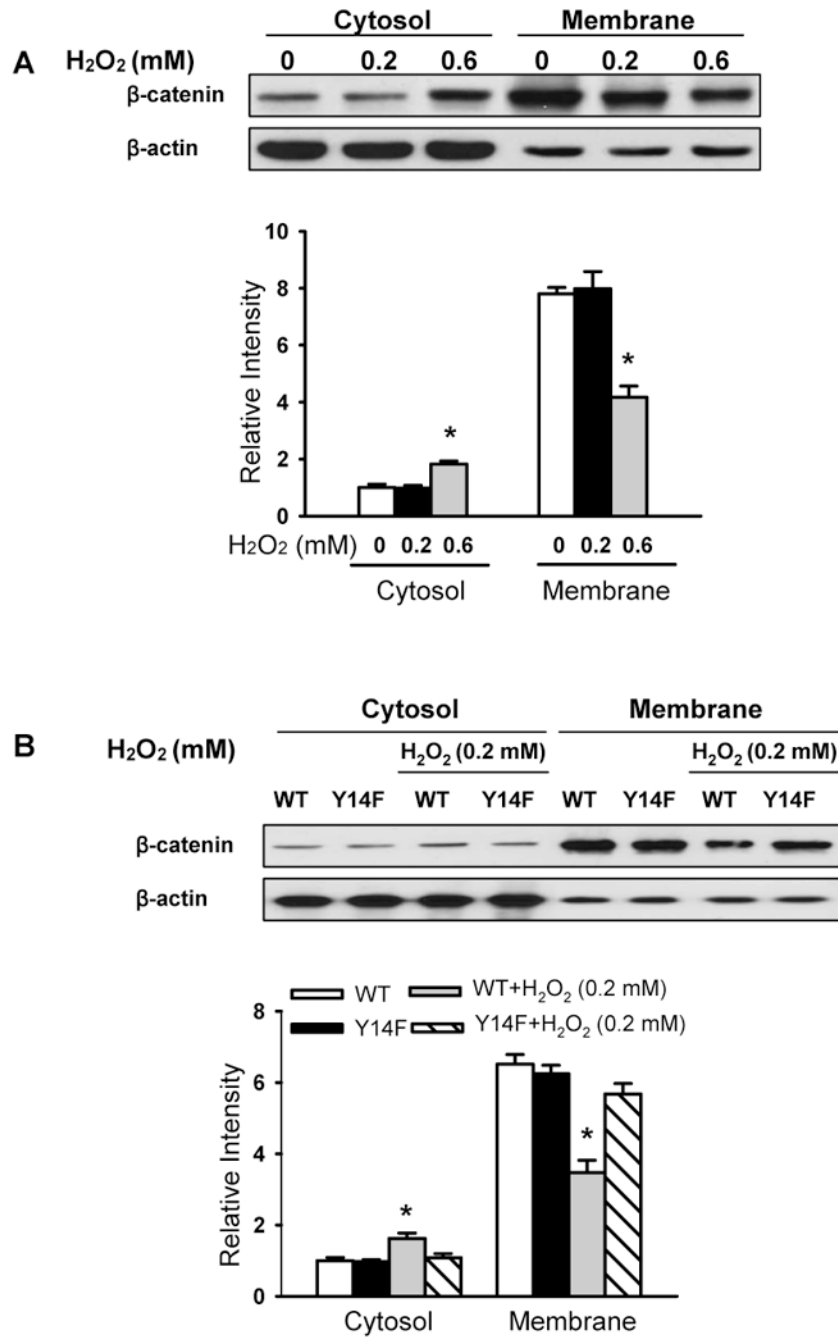 Cytosol Membrane
A H₂O₂ (mM) 0 0.2 0.6 0 0.2 0.6
β-catenin
β-actin
10
8
6
4
2
0
Relative Intensity
*
*
H₂O₂ (mM) 0 0.2 0.6 0 0.2 0.6
Cytosol Membrane
Cytosol Membrane
B H₂O₂ (mM) H₂O₂ (0.2 mM) H₂O₂ (0.2 mM)
WT Y14F WT Y14F WT Y14F WT Y14F
β-catenin
β-actin
WT WT+H₂O₂ (0.2 mM)
Y14F Y14F+H₂O₂ (0.2 mM)
8
6
4
2
0
Relative Intensity
*
*
Cytosol Membrane